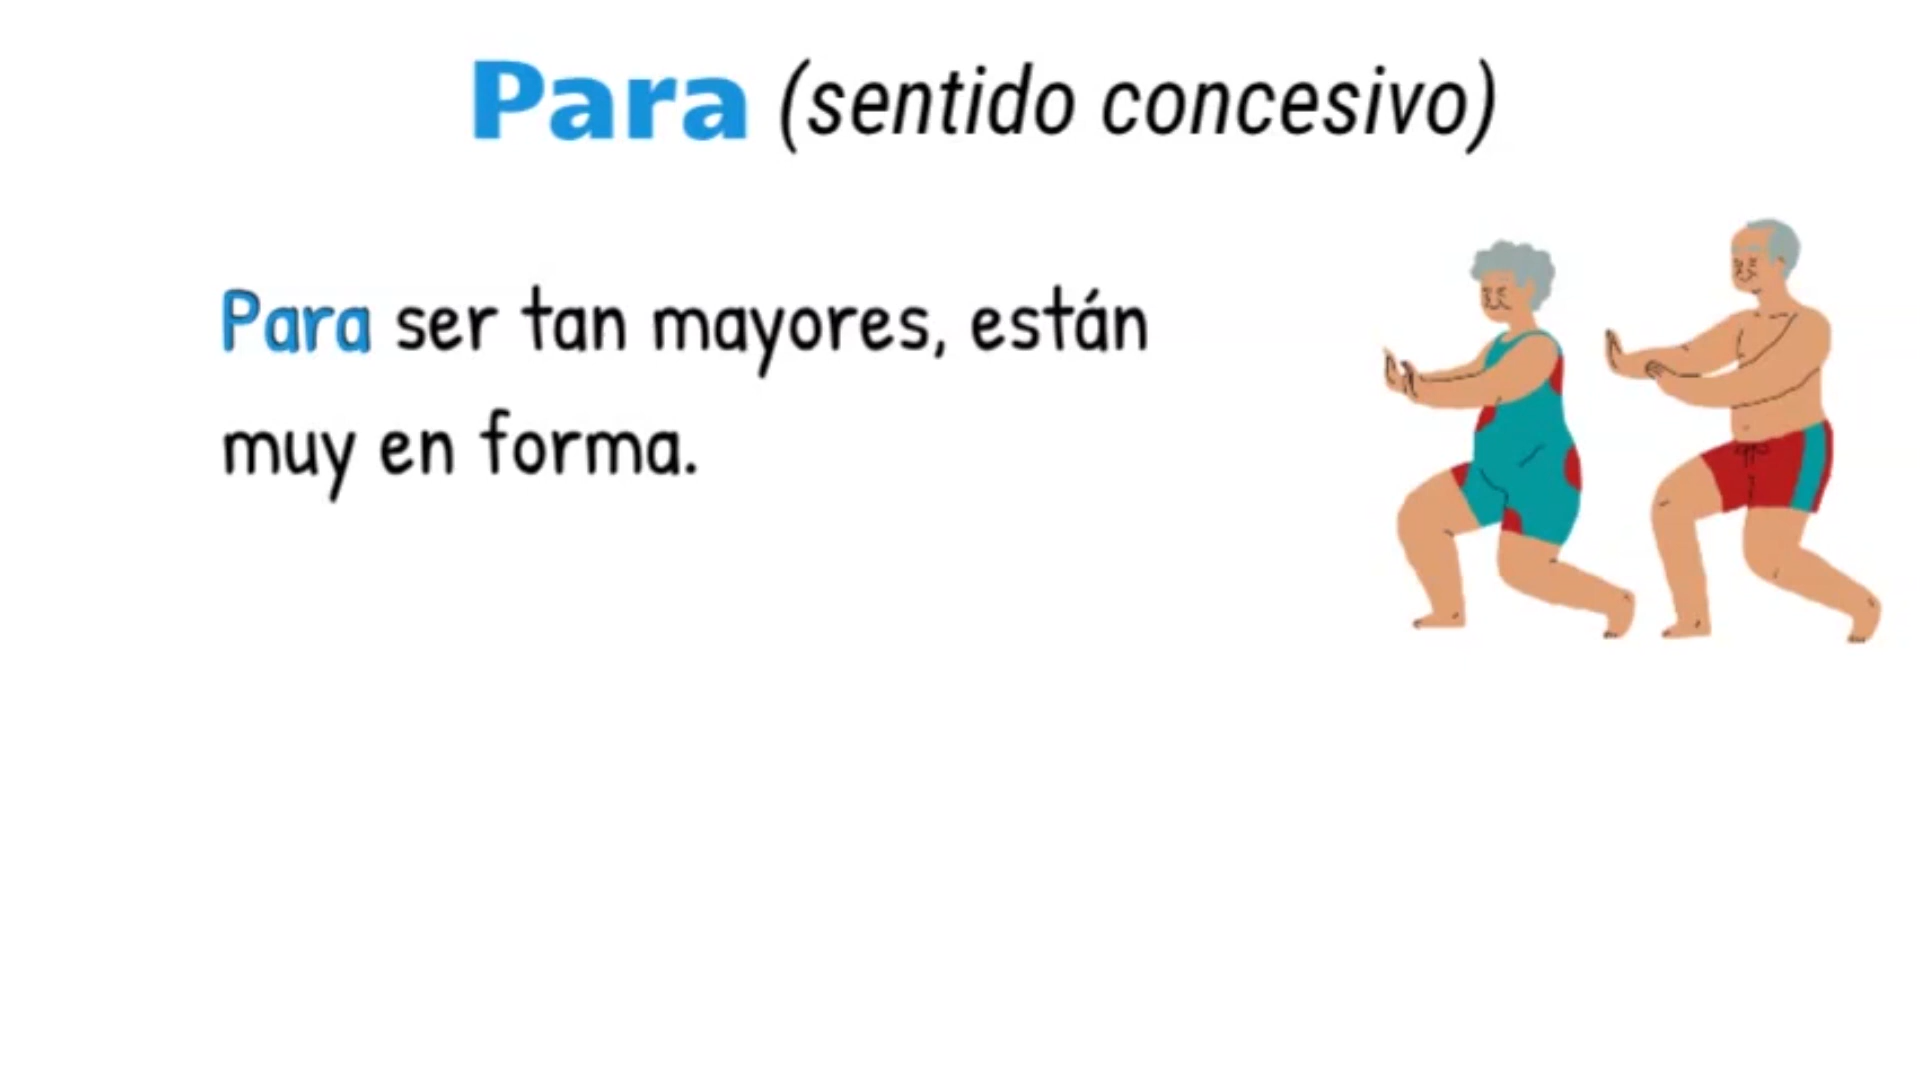 Para (sentido concesivo)
Para ser tan mayores, están
muy en forma.